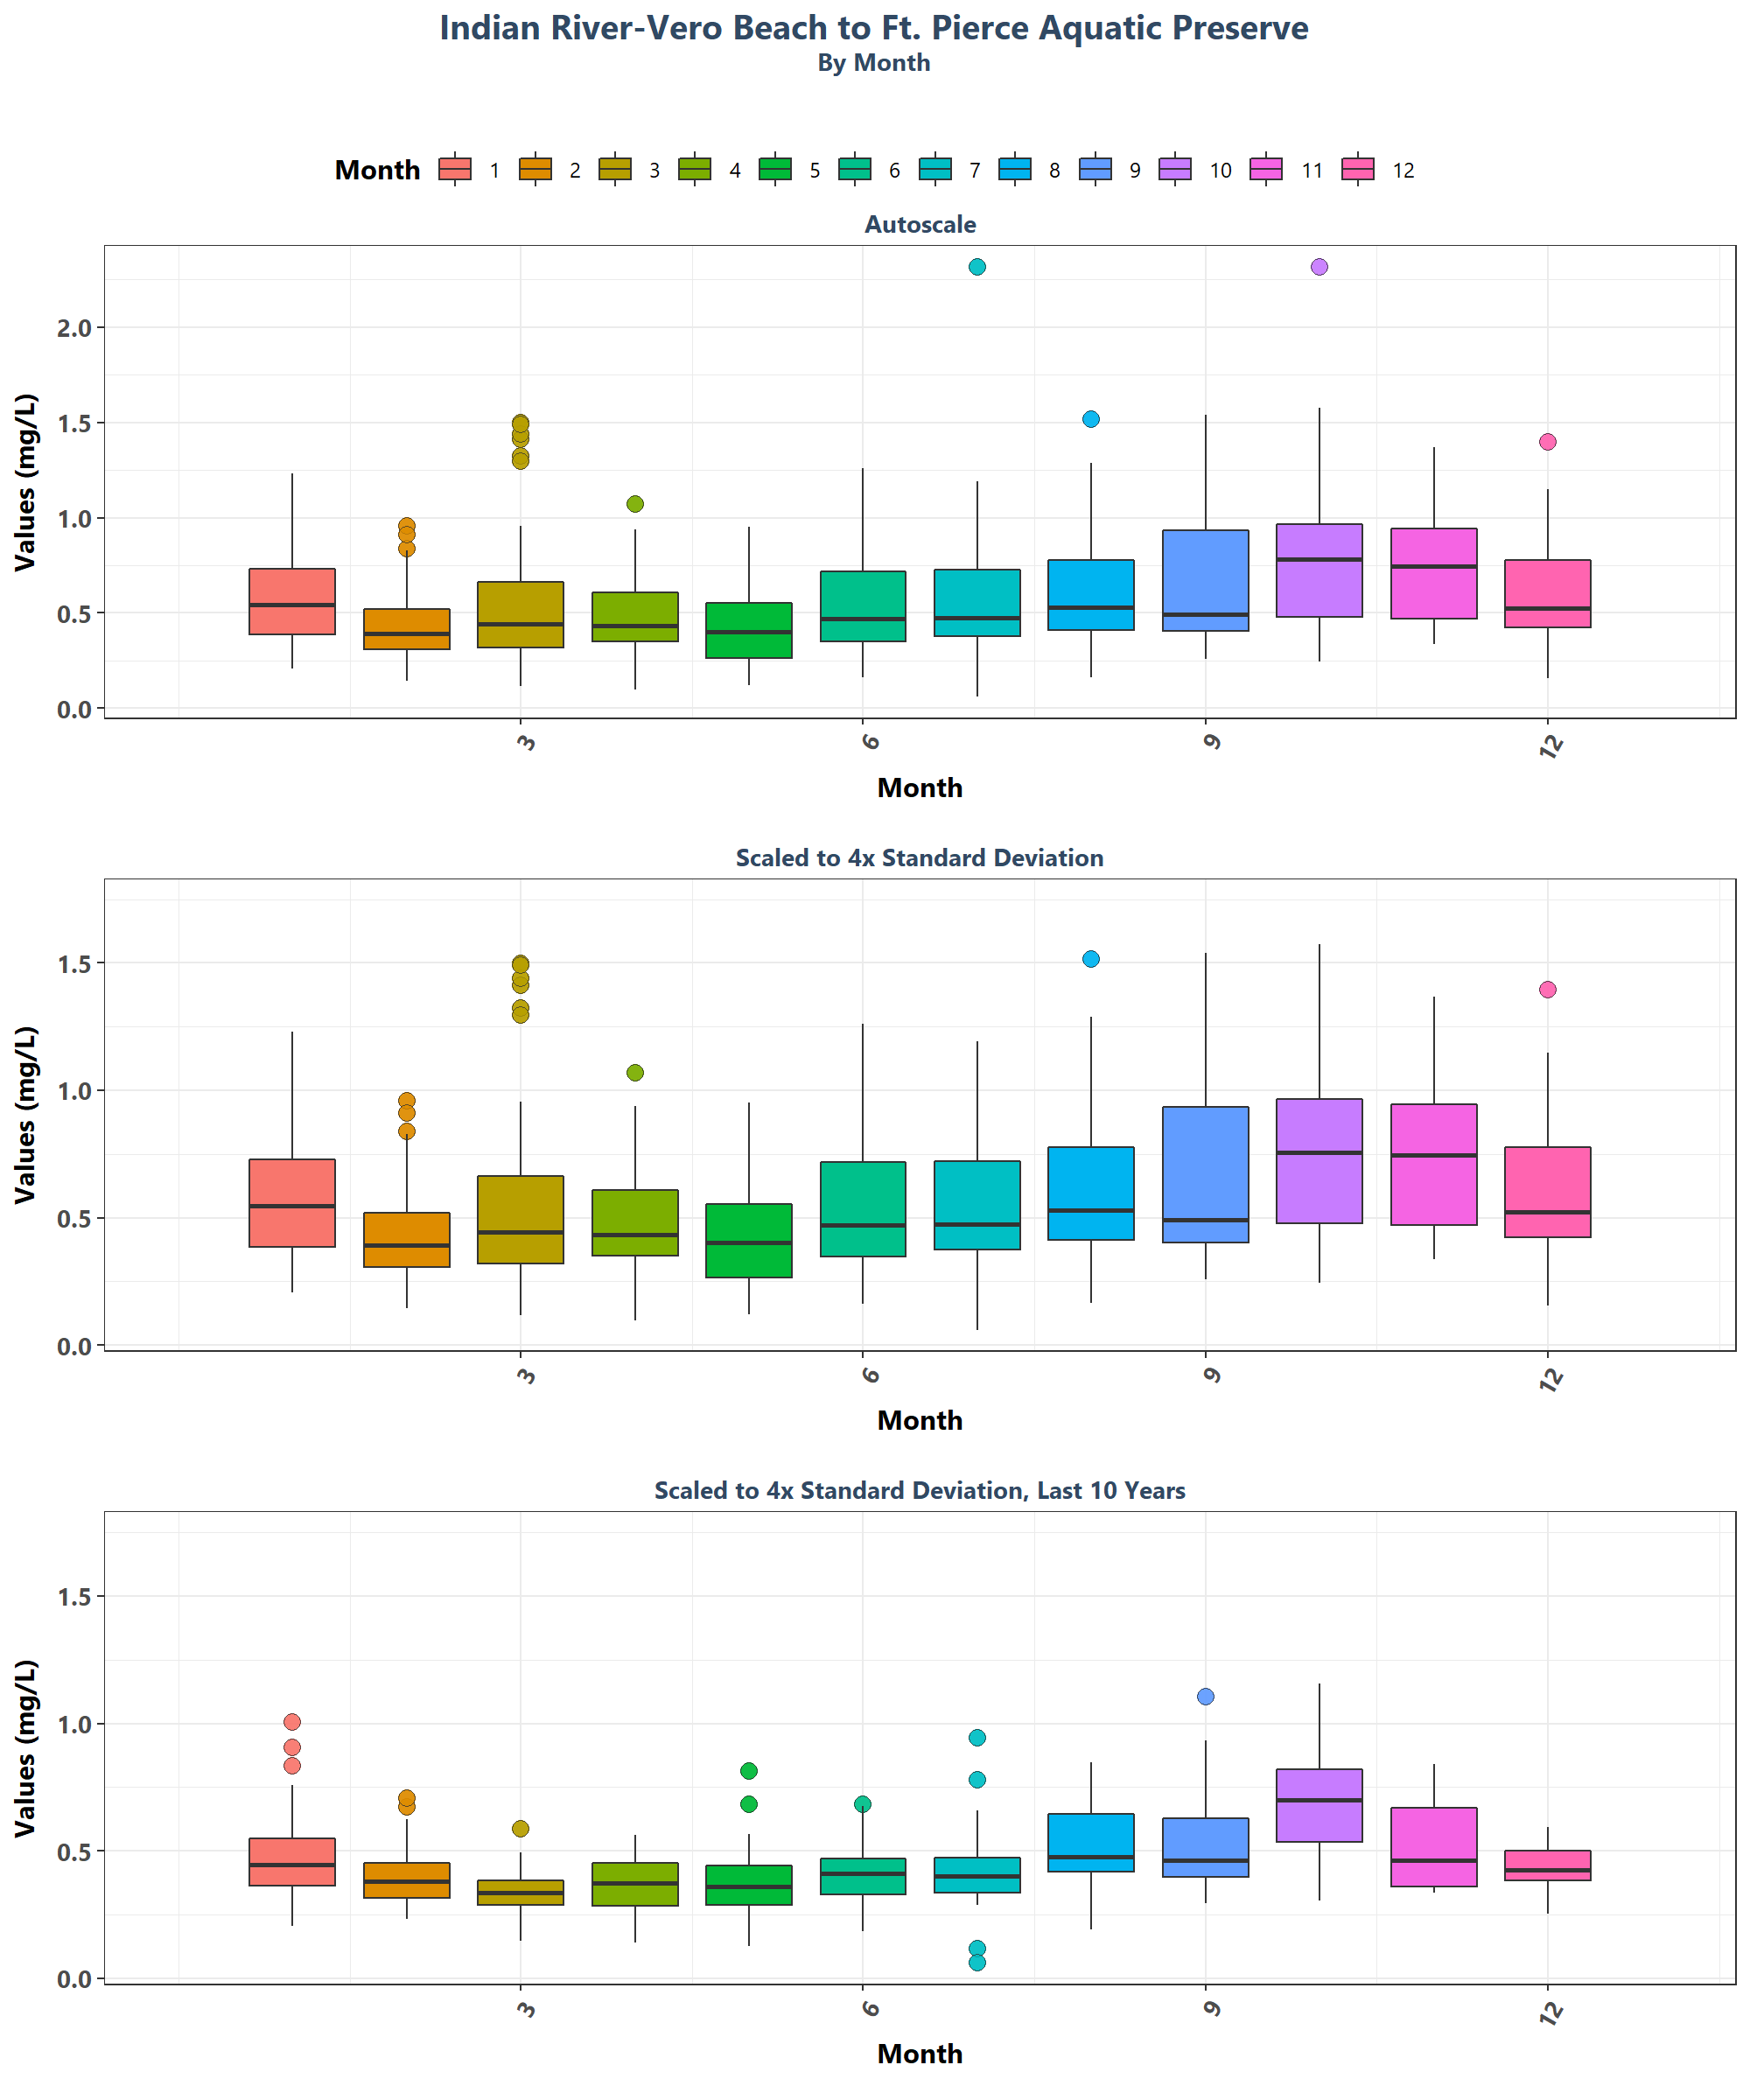 Indian River-Vero Beach to Ft. Pierce Aquatic Preserve
By Month
Month 1 2 3 4 5 6 7 8 9 10 11 12
Autoscale
Values (mg/L)
2.0
1.5
1.0
0.5
0.0
3 6 9 12
Month
Scaled to 4x Standard Deviation
Values (mg/L)
1.5
1.0
0.5
0.0
3 6 9 12
Month
Scaled to 4x Standard Deviation, Last 10 Years
Values (mg/L)
1.5
1.0
0.5
0.0
3 6 9 12
Month